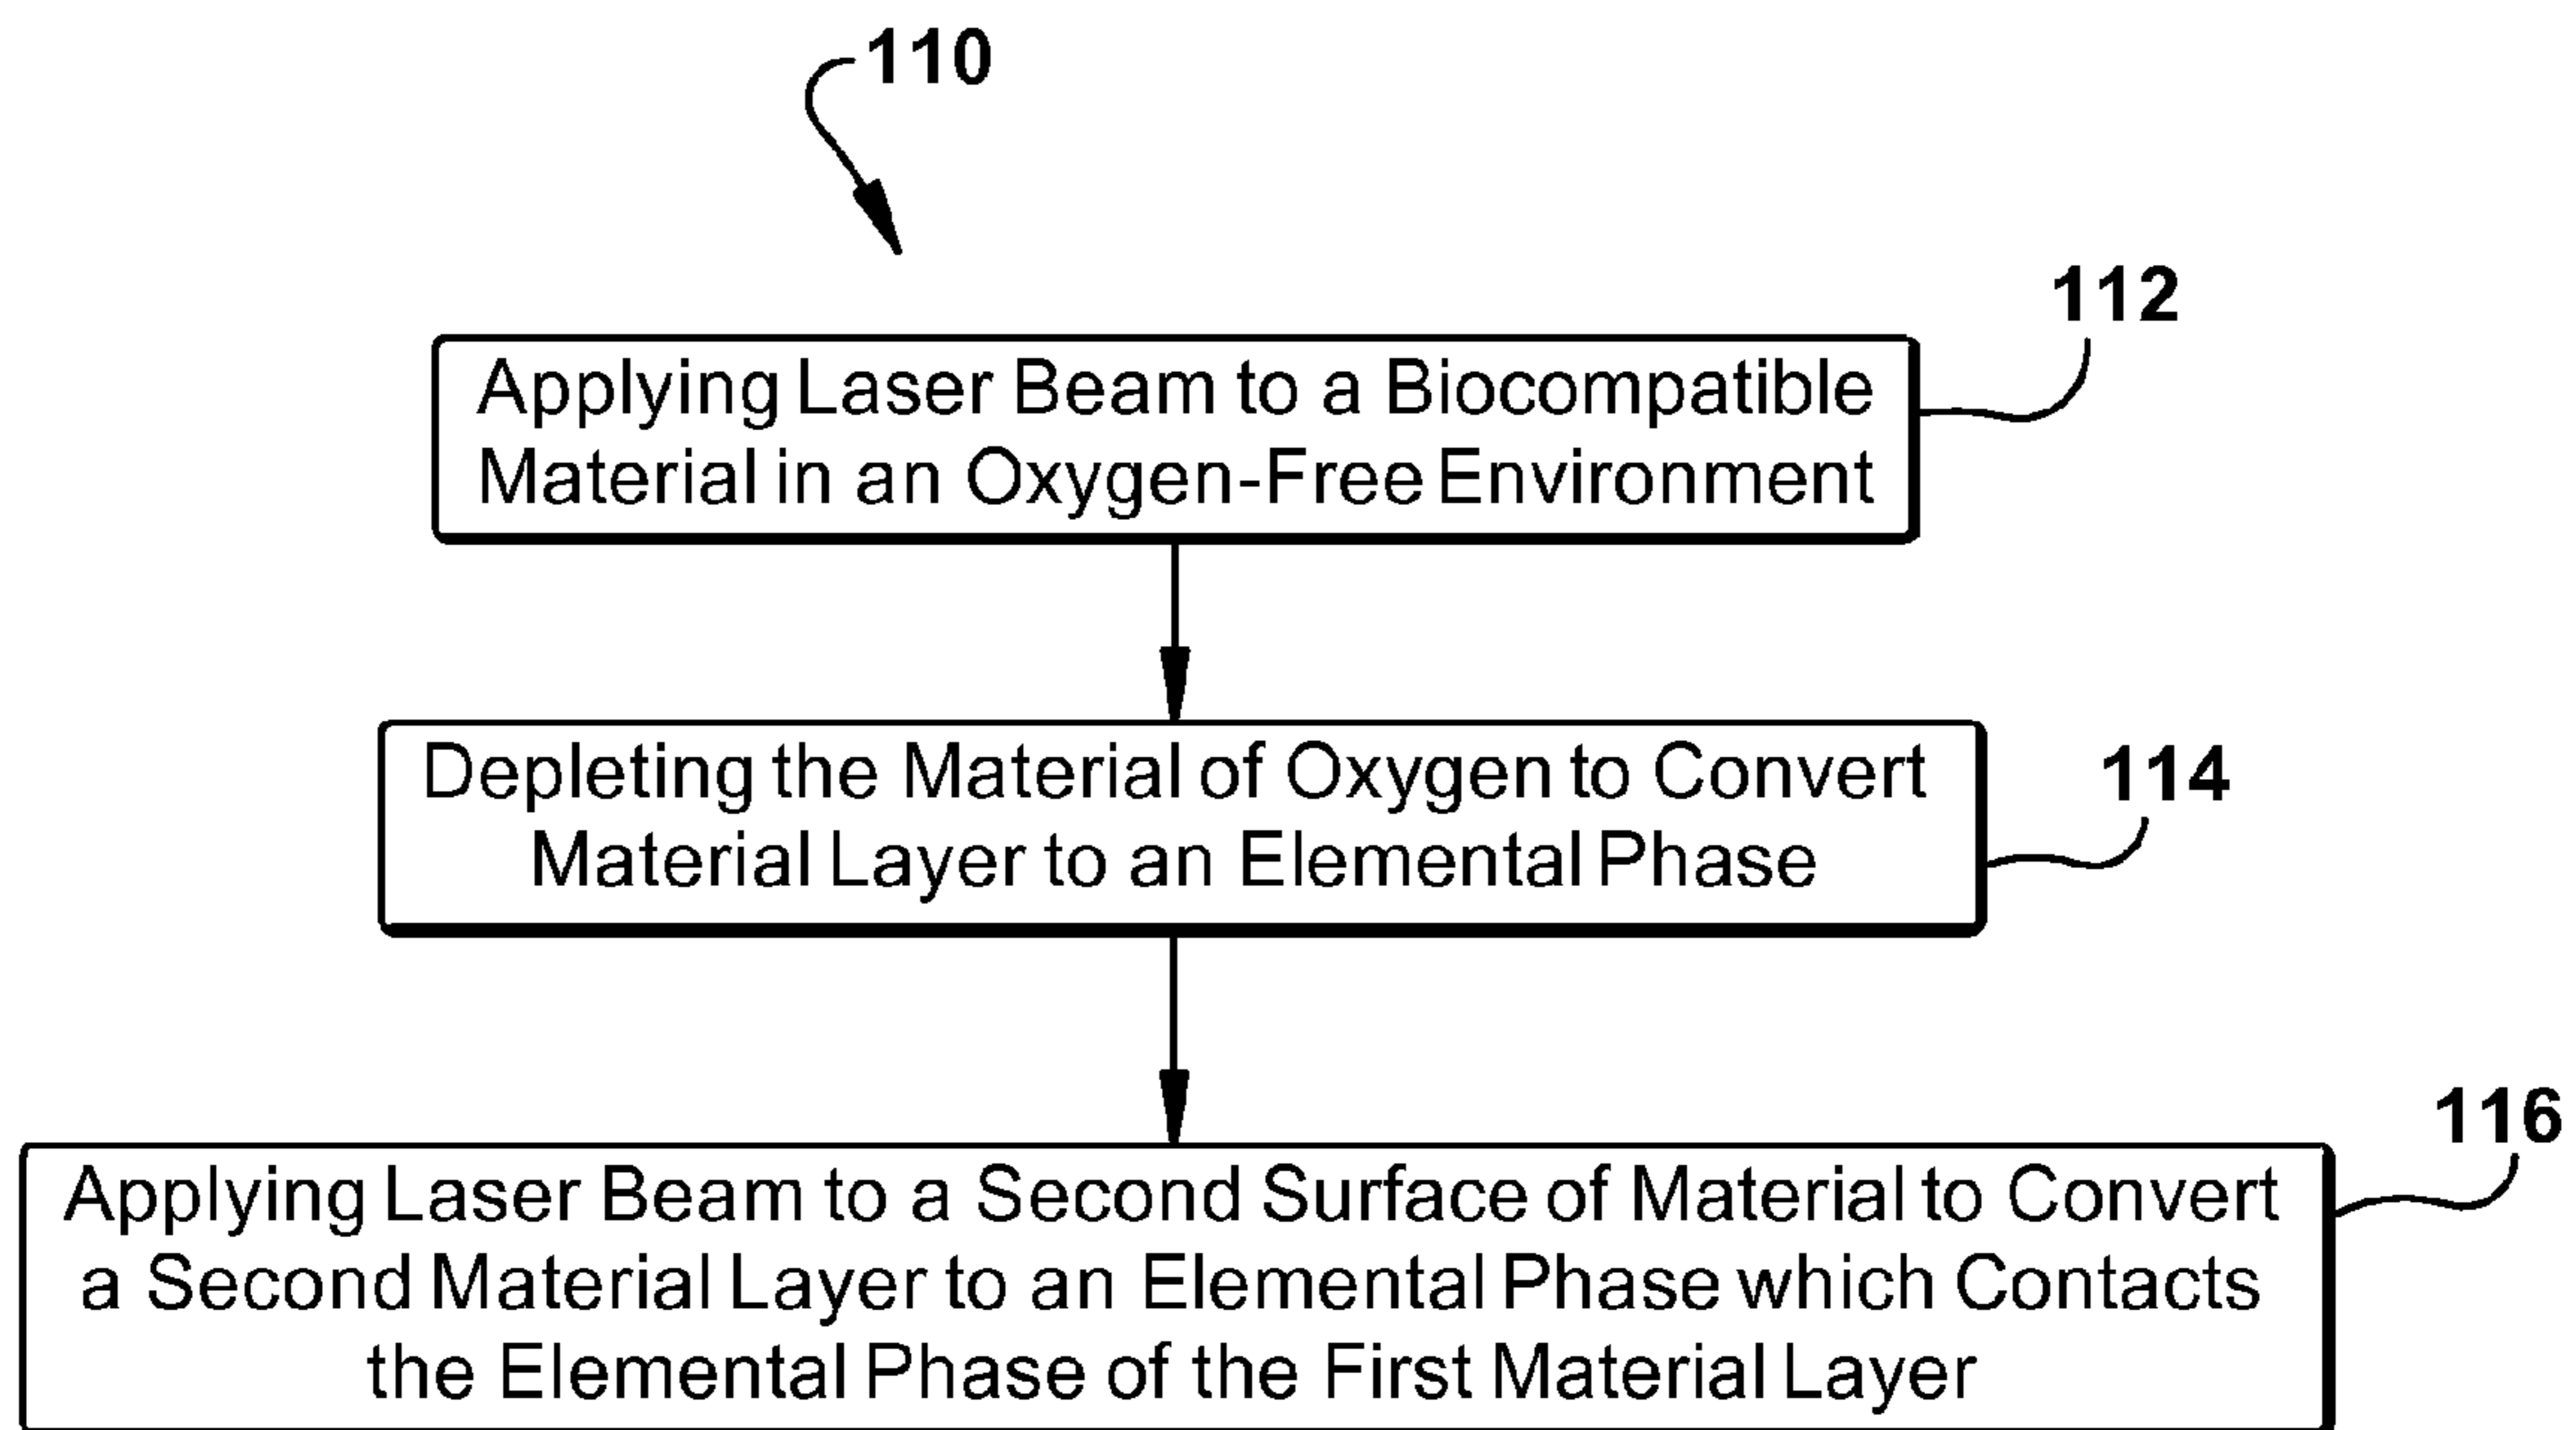 110
112
Applying Laser Beam to a Biocompatible
Material in an Oxygen-Free Environment
114
Depleting the Material of Oxygen to Convert
Material Layer to an Elemental Phase
116
Applying Laser Beam to a Second Surface of Material to Convert
a Second Material Layer to an Elemental Phase which Contacts
the Elemental Phase of the First Material Layer